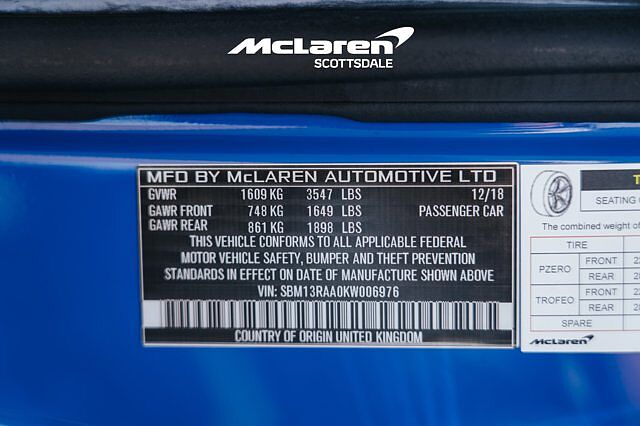 McLaren
SCOTTSDALE
MFD BY McLAREN AUTOMOTIVE LTD
GVWR 1609 KG 3547 LBS 12/18
GAWR FRONT 748 KG 1649 LBS PASSENGER CAR
GAWR REAR 861 KG 1898 LBS
THIS VEHICLE CONFORMS TO ALL APPLICABLE FEDERAL
MOTOR VEHICLE SAFETY, BUMPER AND THEFT PREVENTION
STANDARDS IN EFFECT ON DATE OF MANUFACTURE SHOWN ABOVE
VIN: SBM13RAA0KW006976
COUNTRY OF ORIGIN UNITED KINGDOM
SEATING
The combined weight of
TIRE
PZERO FRONT
REAR
TROFEO FRONT
REAR
SPARE
McLaren